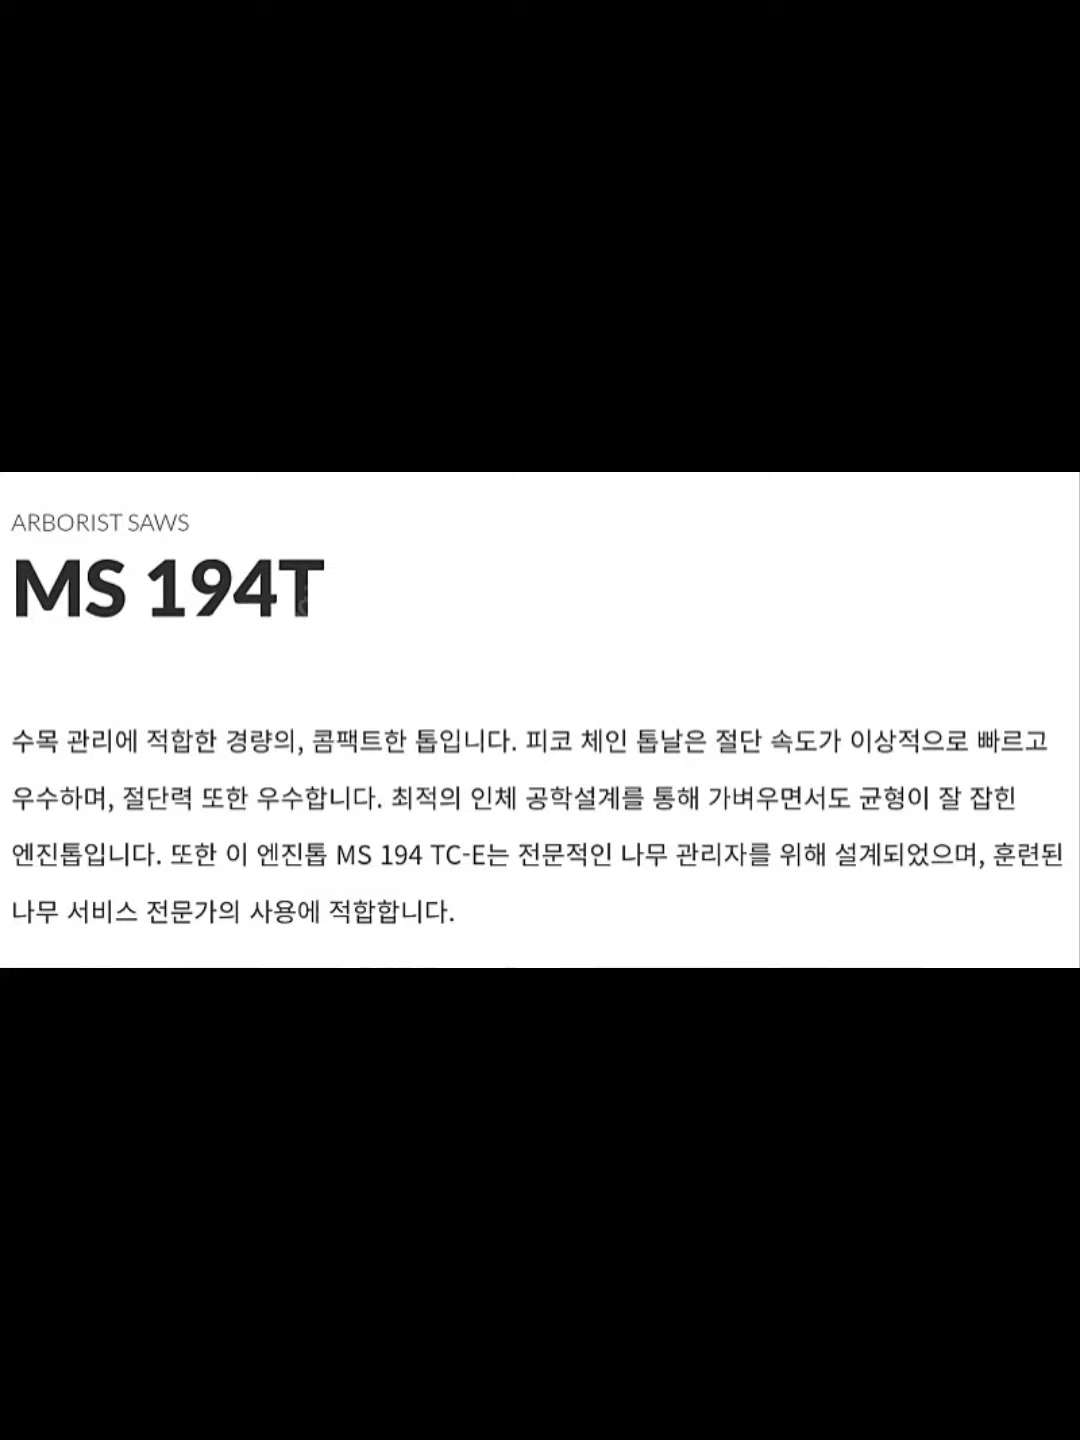 ARBORIST SAWS
MS 194T
수목 관리에 적합한 경량의, 콤팩트한 톱입니다. 피코 체인 톱날은 절단 속도가 이상적으로 빠르고
우수하며, 절단력 또한 우수합니다. 최적의 인체 공학설계를 통해 가벼우면서도 균형이 잘 잡힌
엔진톱입니다. 또한 이 엔진톱 MS 194 TC-E는 전문적인 나무 관리자를 위해 설계되었으며, 훈련된
나무 서비스 전문가의 사용에 적합합니다.